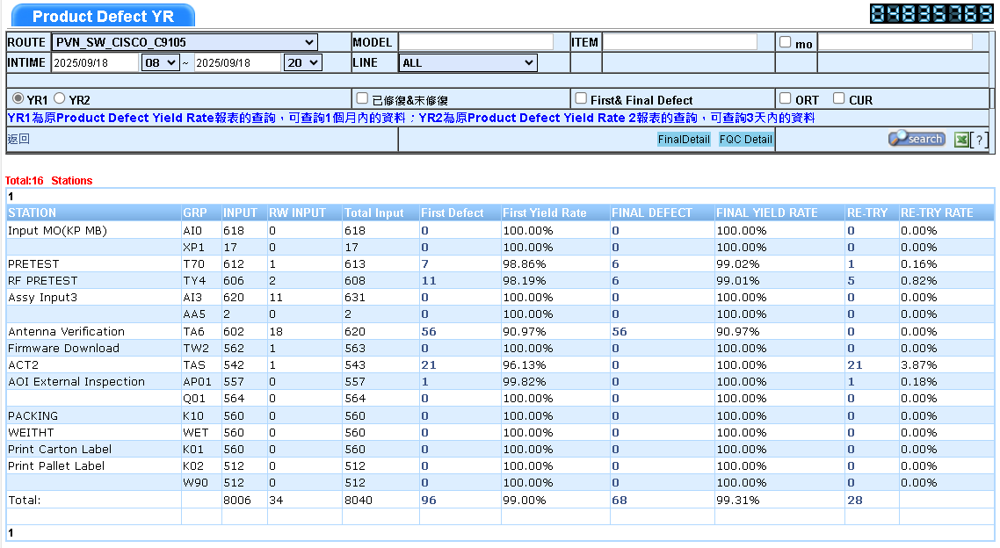 Product Defect YR
04835788
ROUTE PVN_SW_CISCO_C9105 MODEL ITEM mo
INTIME 2025/09/18 08 ~ 2025/09/18 20 LINE ALL
YR1 YR2 已修復&未修復 First& Final Defect ORT CUR
YR1為原Product Defect Yield Rate報表的查詢，可查詢1個月內的資料；YR2為原Product Defect Yield Rate 2報表的查詢，可查詢3天內的資料
返回 FinalDetail FQC Detail search [?]
Total:16 Stations
1
STATION GRP INPUT RW INPUT Total Input First Defect First Yield Rate FINAL DEFECT FINAL YIELD RATE RE-TRY RE-TRY RATE
Input MO(KP MB) AI0 618 0 618 0 100.00% 0 100.00% 0 0.00%
XP1 17 0 17 0 100.00% 0 100.00% 0 0.00%
PRETEST T70 612 1 613 7 98.86% 6 99.02% 1 0.16%
RF PRETEST TY4 606 2 608 11 98.19% 6 99.01% 5 0.82%
Assy Input3 AI3 620 11 631 0 100.00% 0 100.00% 0 0.00%
AA5 2 0 2 0 100.00% 0 100.00% 0 0.00%
Antenna Verification TA6 602 18 620 56 90.97% 56 90.97% 0 0.00%
Firmware Download TW2 562 1 563 0 100.00% 0 100.00% 0 0.00%
ACT2 TAS 542 1 543 21 96.13% 0 100.00% 21 3.87%
AOI External Inspection AP01 557 0 557 1 99.82% 0 100.00% 1 0.18%
Q01 564 0 564 0 100.00% 0 100.00% 0 0.00%
PACKING K10 560 0 560 0 100.00% 0 100.00% 0 0.00%
WEITHT WET 560 0 560 0 100.00% 0 100.00% 0 0.00%
Print Carton Label K01 560 0 560 0 100.00% 0 100.00% 0 0.00%
Print Pallet Label K02 512 0 512 0 100.00% 0 100.00% 0 0.00%
W90 512 0 512 0 100.00% 0 100.00% 0 0.00%
Total: 8006 34 8040 96 99.00% 68 99.31% 28
1